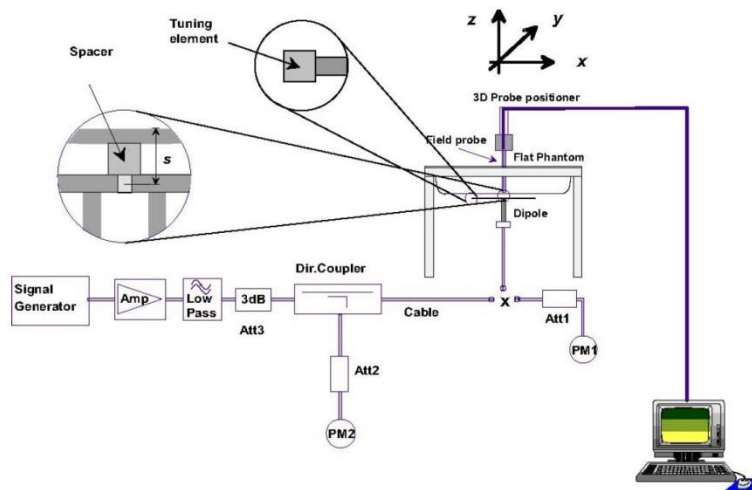 Tuning
element
Spacer
s
z
y
x
3D Probe positioner
Field probe
Flat Phantom
Dipole
Signal
Generator
Amp
Low
Pass
3dB
Att3
Dir.Coupler
Cable
x
Att1
PM1
Att2
PM2